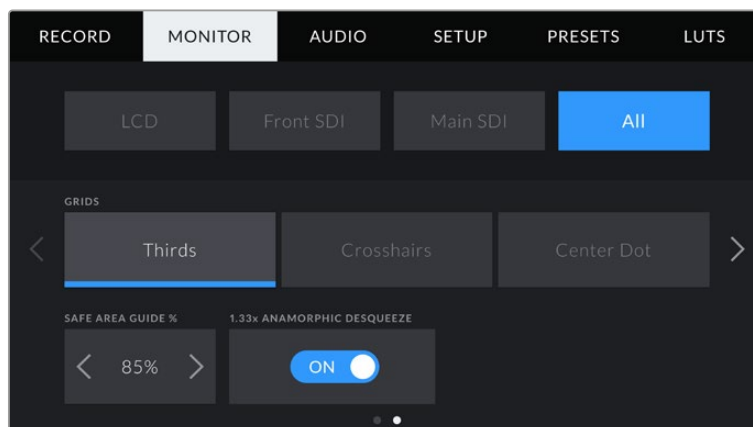 RECORD MONITOR AUDIO SETUP PRESETS LUTS
LCD Front SDI Main SDI All
GRIDS
Thirds Crosshairs Center Dot
SAFE AREA GUIDE % 1.33x ANAMORPHIC DESQUEEZE
85% ON